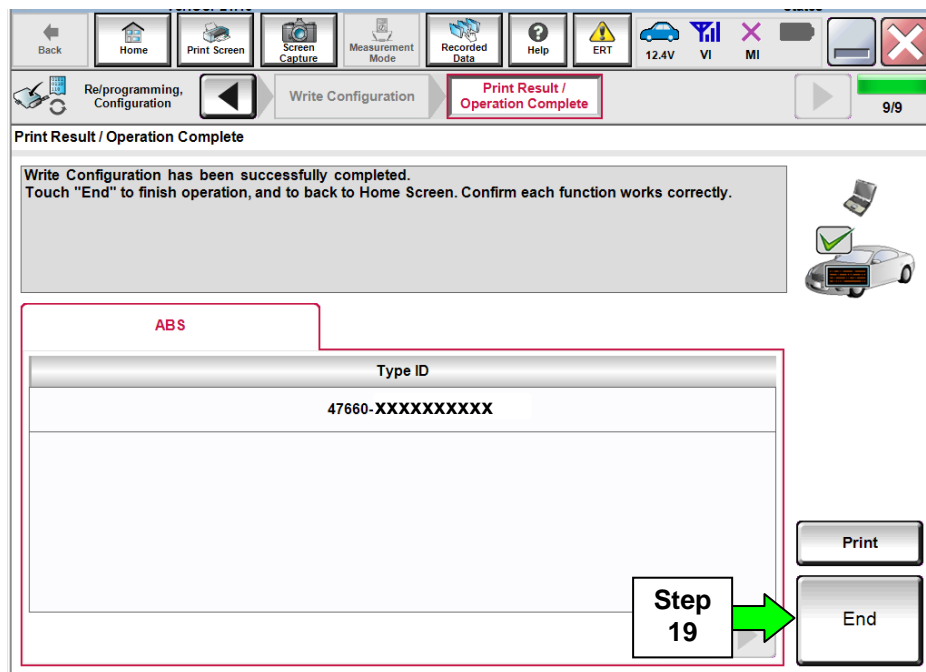 Back
Home
Print Screen
Screen
Capture
Measurement
Mode
Recorded
Data
Help
ERT
12.4V
VI
MI
Re/programming,
Configuration
Write Configuration
Print Result /
Operation Complete
9/9
Print Result / Operation Complete
Write Configuration has been successfully completed.
Touch "End" to finish operation, and to back to Home Screen. Confirm each function works correctly.
ABS
Type ID
47660-XXXXXXXXXX
Print
Step
19
End